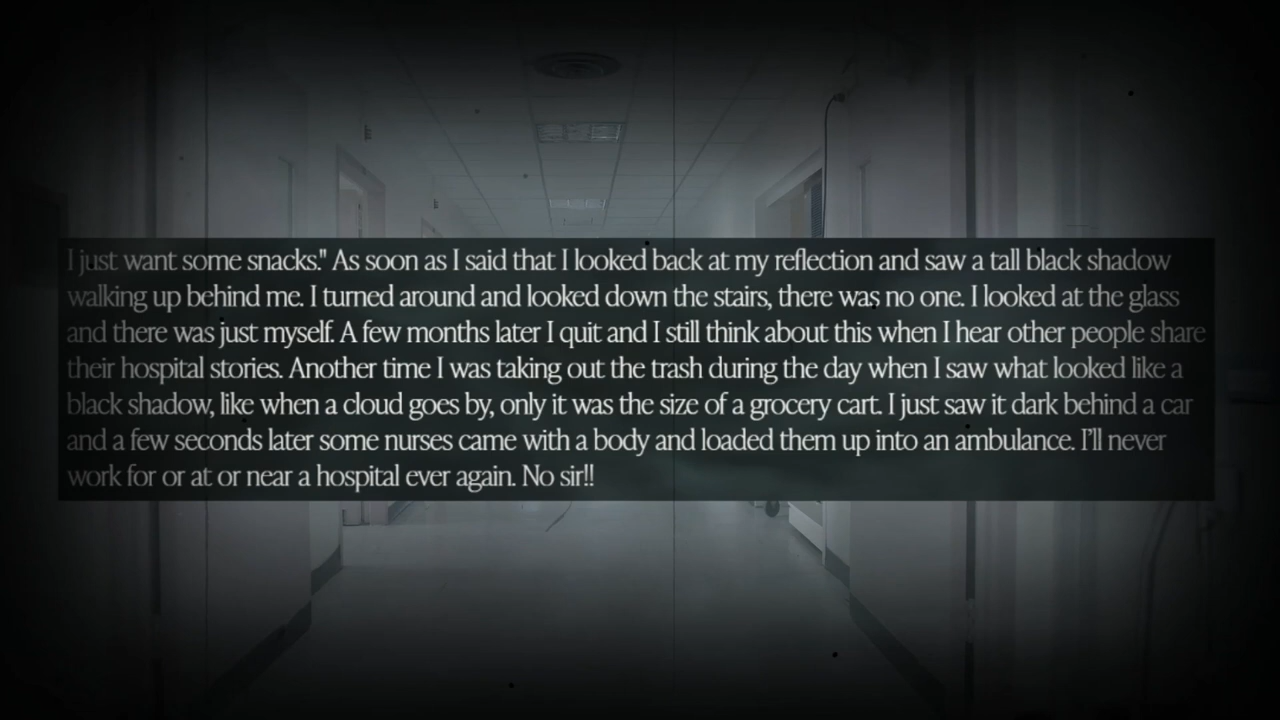 I just want some snacks." As soon as I said that I looked back at my reflection and saw a tall black shadow
walking up behind me. I turned around and looked down the stairs, there was no one. I looked at the glass
and there was just myself. A few months later I quit and I still think about this when I hear other people share
their hospital stories. Another time I was taking out the trash during the day when I saw what looked like a
black shadow, like when a cloud goes by, only it was the size of a grocery cart. I just saw it dark behind a car
and a few seconds later some nurses came with a body and loaded them up into an ambulance. I'll never
work for or at or near a hospital ever again. No sir!!